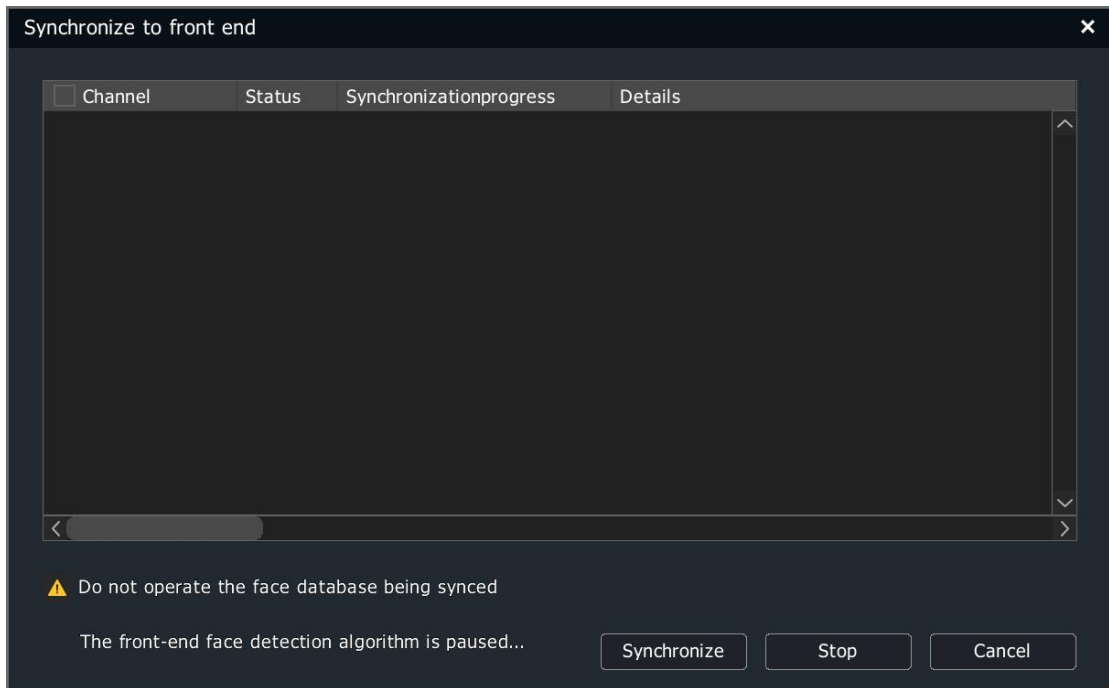 Synchronize to front end
Channel Status Synchronizationprogress Details
Do not operate the face database being synced
The front-end face detection algorithm is paused...
Synchronize Stop Cancel